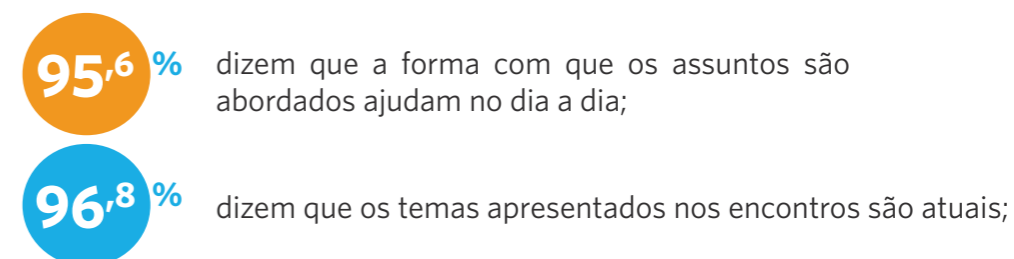 95,6 % dizem que a forma com que os assuntos são
abordados ajudam no dia a dia;
96,8 % dizem que os temas apresentados nos encontros são atuais;